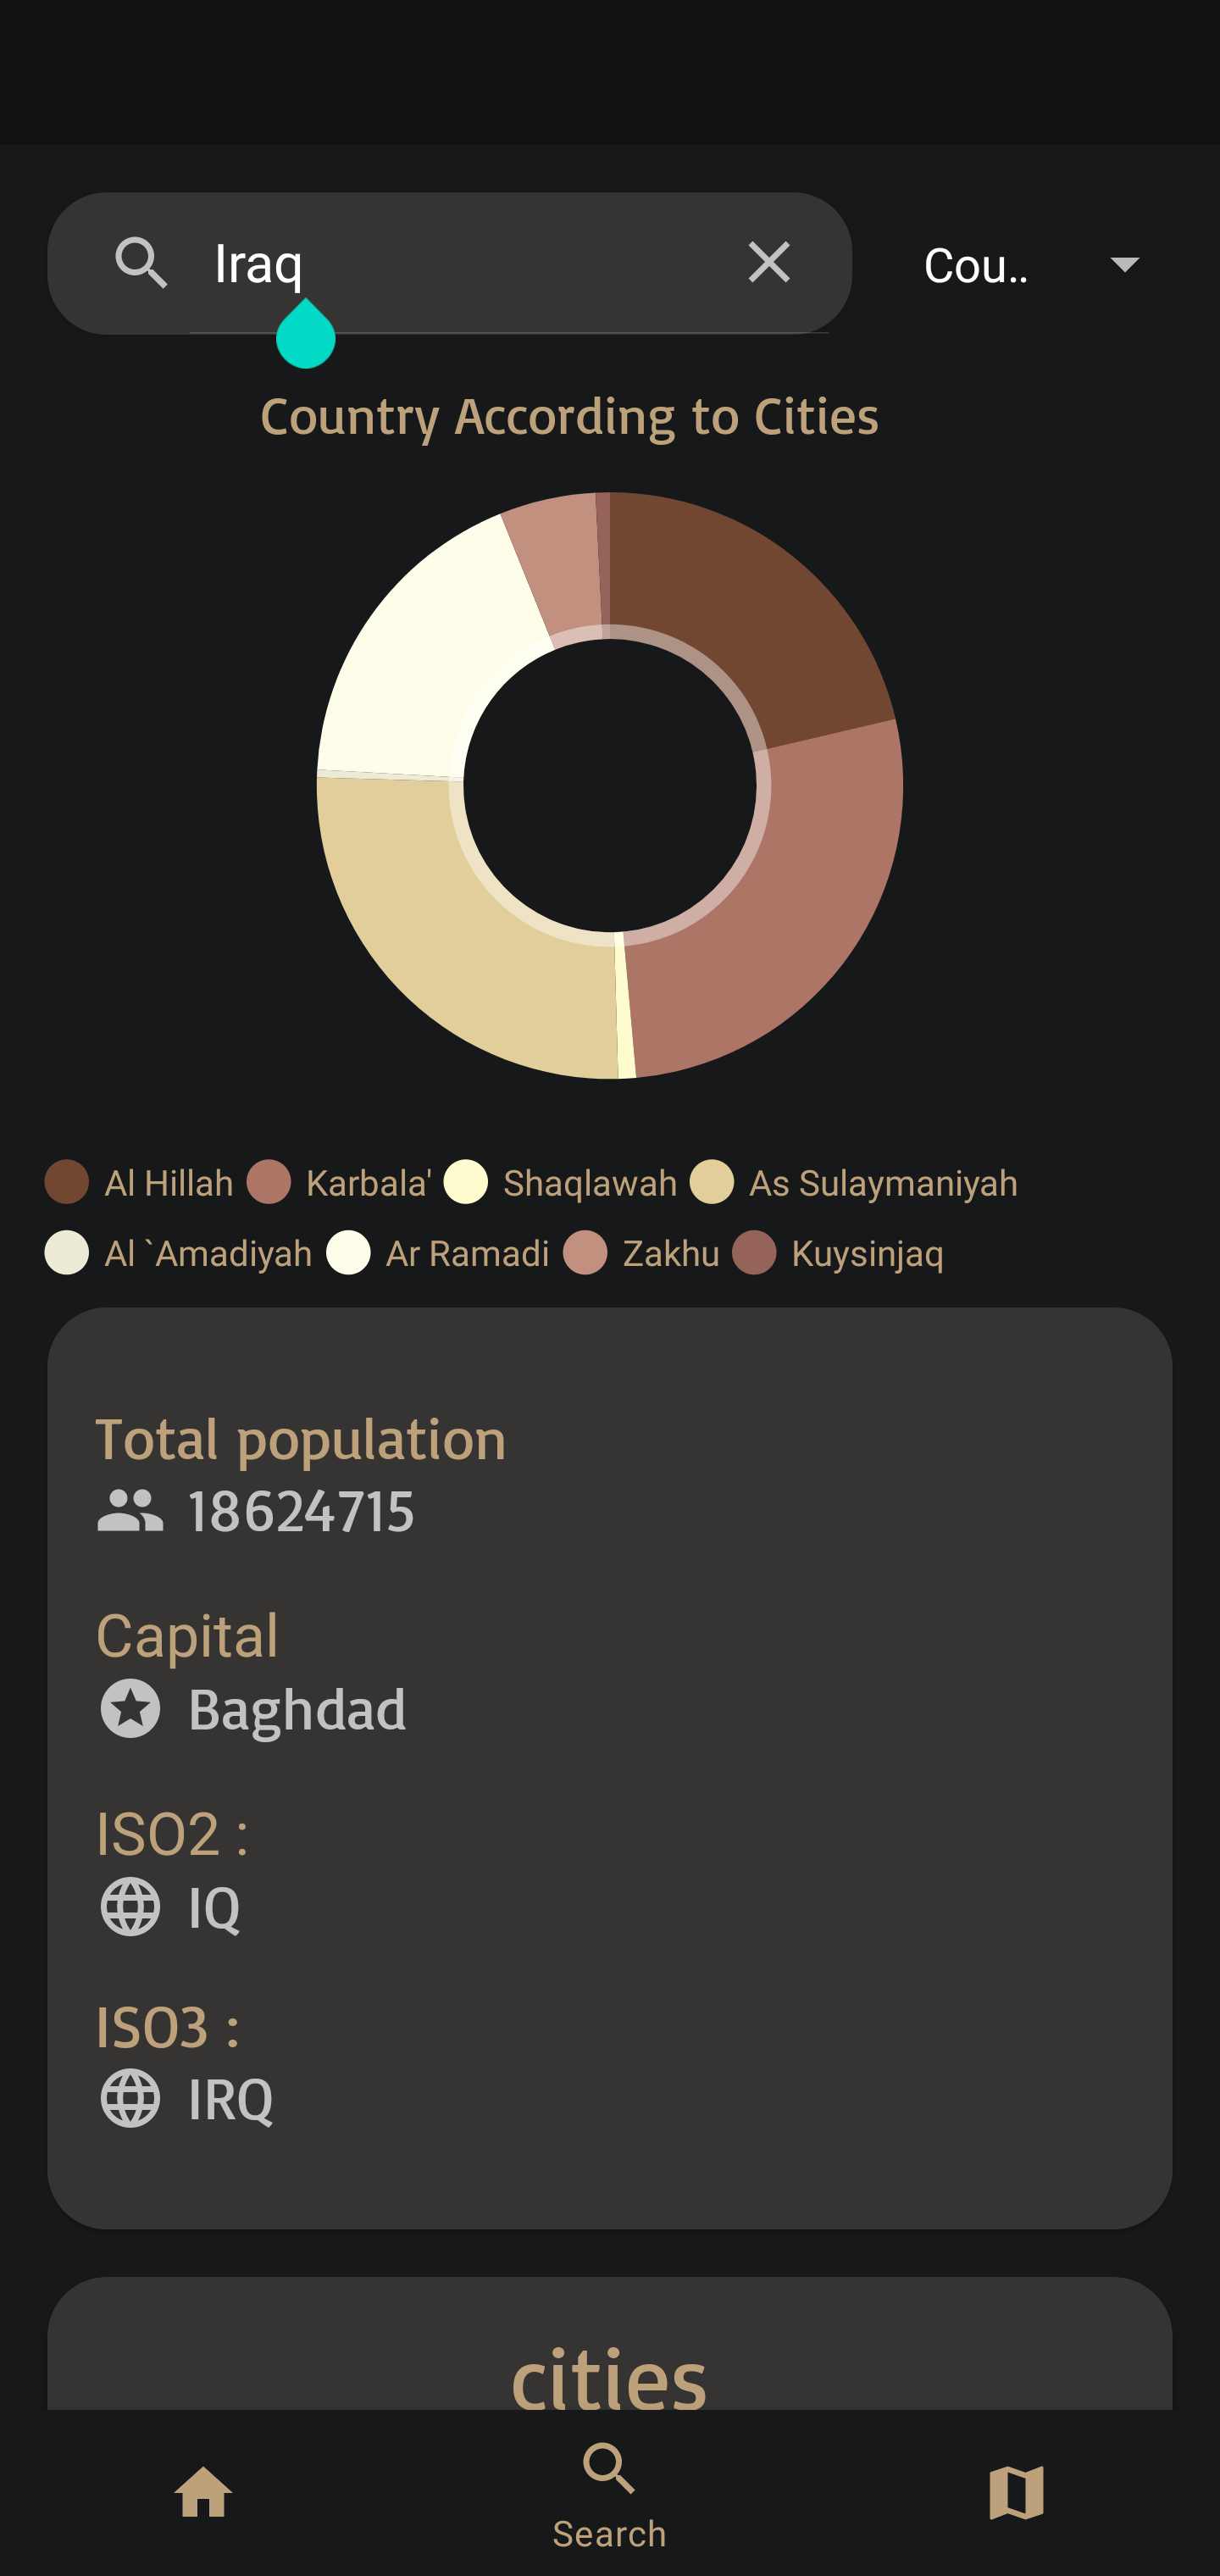 Iraq
Cou..
Country According to Cities
Al Hillah Karbala' Shaqlawah As Sulaymaniyah
Al `Amadiyah Ar Ramadi Zakhu Kuysinjaq
Total population
18624715
Capital
Baghdad
ISO2 :
IQ
ISO3 :
IRQ
cities
Search